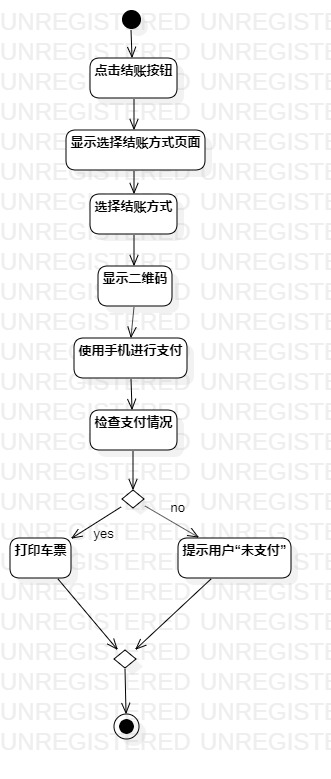 点击结账按钮
显示选择结账方式页面
选择结账方式
显示二维码
使用手机进行支付
检查支付情况
no
yes
打印车票
提示用户“未支付”
UNREGISTERED